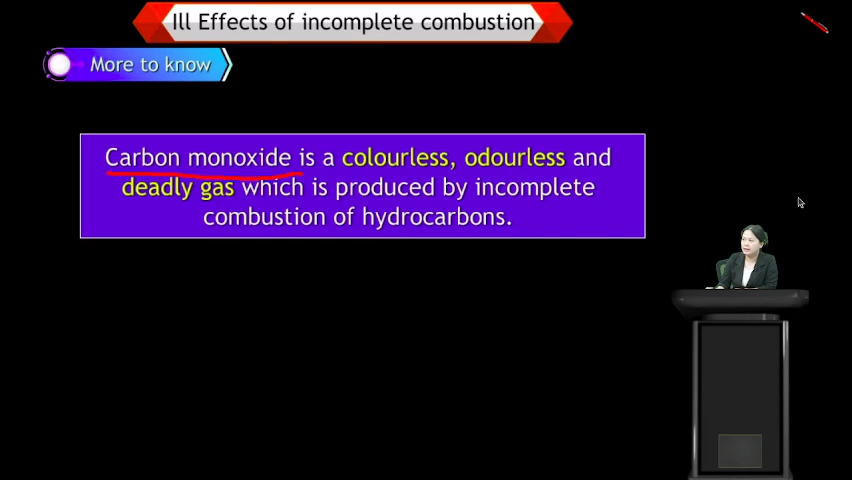 Ill Effects of incomplete combustion
More to know
Carbon monoxide is a colourless, odourless and
deadly gas which is produced by incomplete
combustion of hydrocarbons.